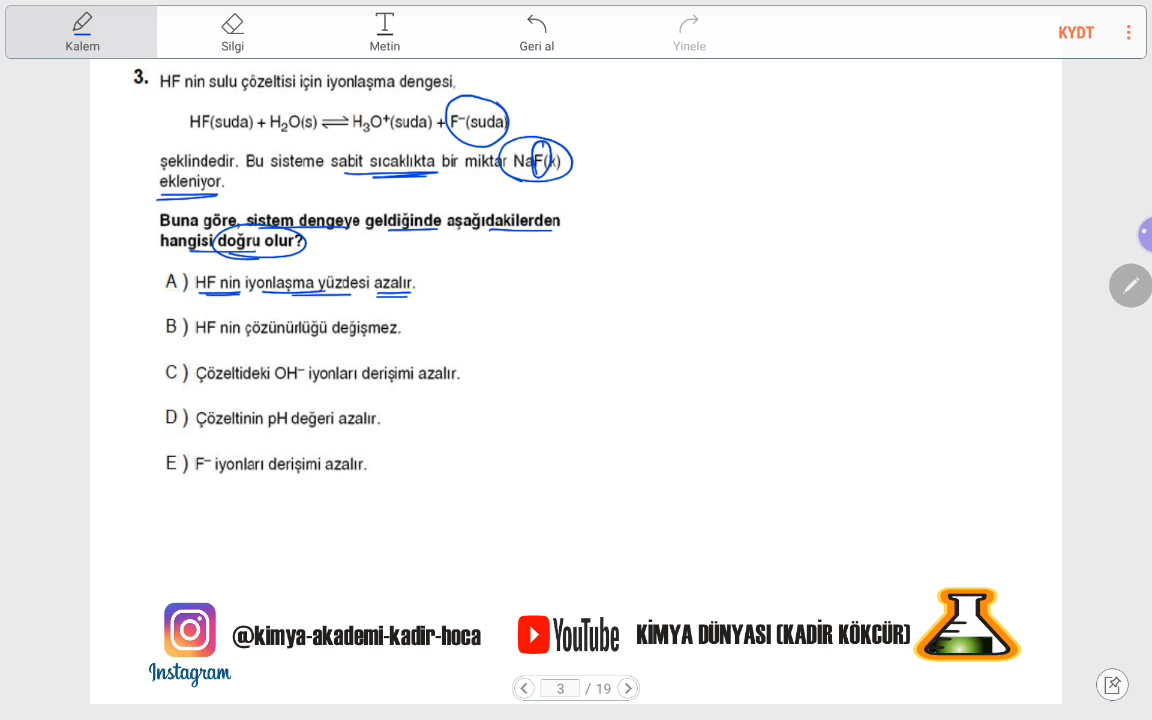 Kalem
Silgi
Metin
Geri al
Yinele
KYDT
3. HF nin sulu çözeltisi için iyonlaşma dengesi,
HF(suda) + H₂O(s) ⇌ H₃O⁺(suda) + F⁻(suda)
şeklindedir. Bu sisteme sabit sıcaklıkta bir miktar NaF(k)
ekleniyor.
Buna göre, sistem dengeye geldiğinde aşağıdakilerden
hangisi doğru olur?
A ) HF nin iyonlaşma yüzdesi azalır.
B ) HF nin çözünürlüğü değişmez.
C ) Çözeltideki OH⁻ iyonları derişimi azalır.
D ) Çözeltinin pH değeri azalır.
E ) F⁻ iyonları derişimi azalır.
Instagram
@kimya-akademi-kadir-hoca
YouTube
KİMYA DÜNYASI (KADİR KÖKCÜR)
3 / 19